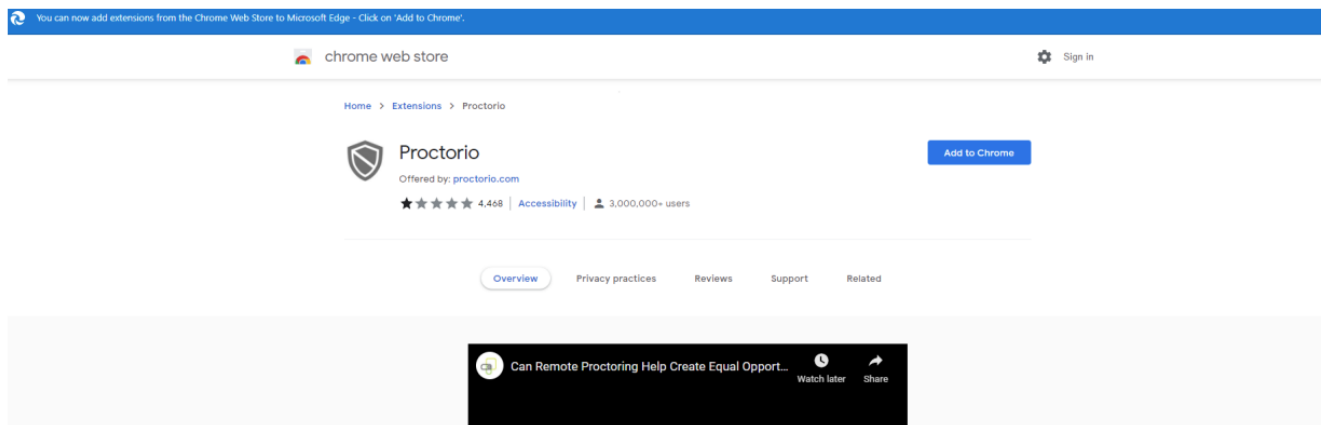 You can now add extensions from the Chrome Web Store to Microsoft Edge - Click on 'Add to Chrome'.
chrome web store
Sign in
Home > Extensions > Proctorio
Proctorio
Add to Chrome
Offered by: proctorio.com
4,468 | Accessibility | 3,000,000+ users
Overview Privacy practices Reviews Support Related
Can Remote Proctoring Help Create Equal Opport...
Watch later Share